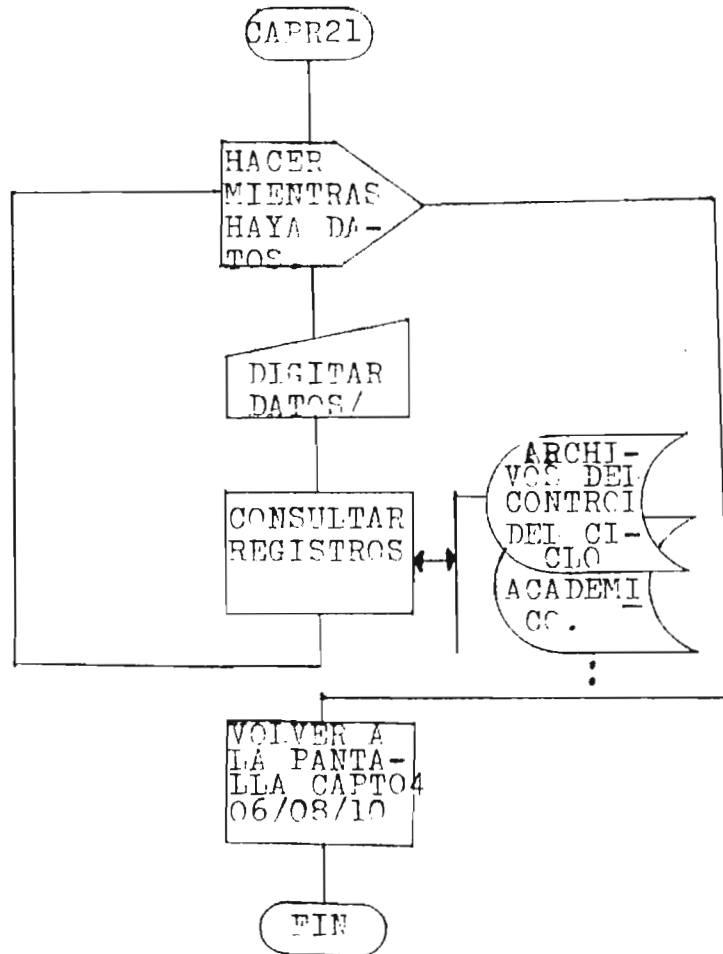 CAPR21
HACER
MIENTRAS
HAYA DA-
TOS.
DIGITAR
DATOS/
CONSULTAR
REGISTROS
ARCHI-
VOS DEL
CONTROL
DEL CI-
CLO
ACADEMI
CO.
VOLVER A
LA PANTA-
LLA CAPT04
06/08/10
FIN